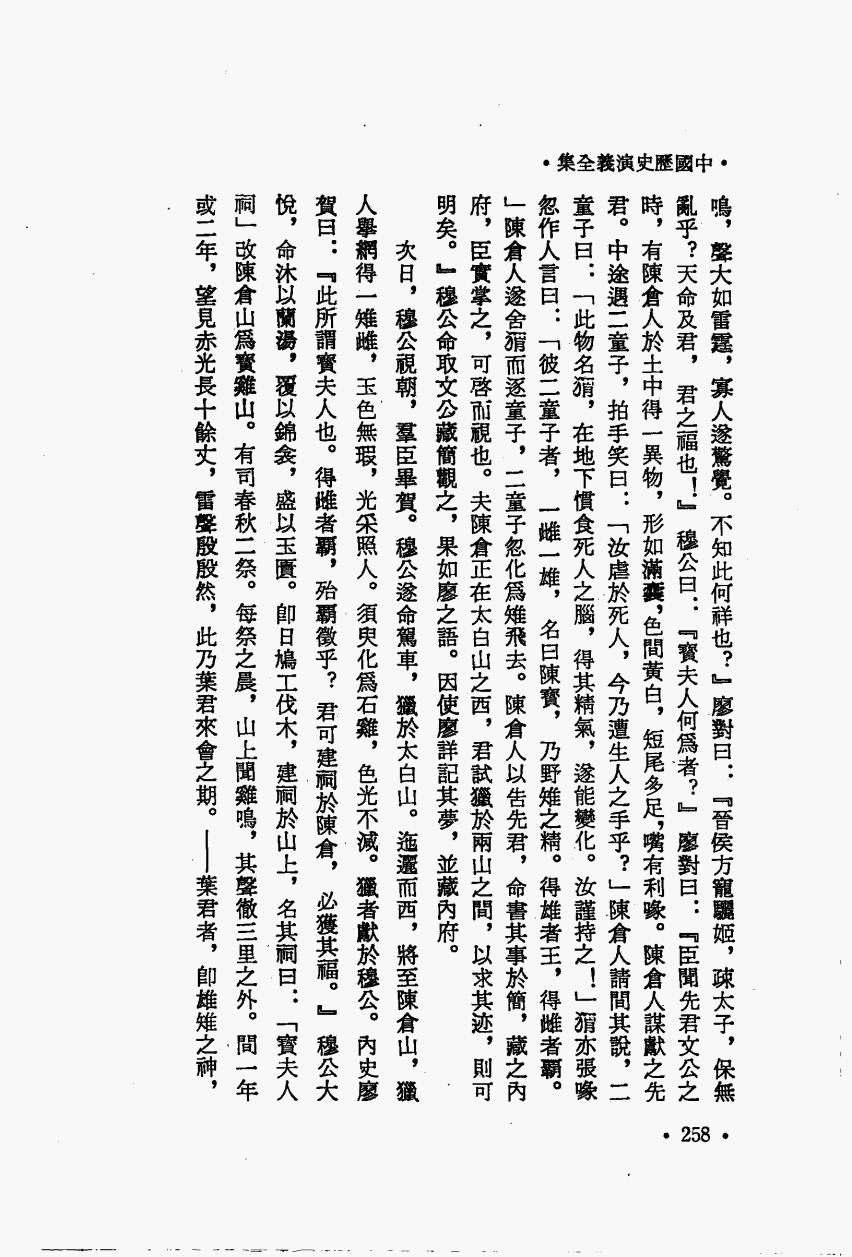 •中國歷史演義全集•
鳴，聲大如雷霆，寡人遂驚覺。不知此何祥也？』廖對曰：『晉侯方寵驪姬，疎太子，保無
亂乎？天命及君，君之福也！』穆公曰：『寶夫人何爲者？』廖對曰：『臣聞先君文公之
時，有陳倉人於土中得一異物，形如滿囊，色間黃白，短尾多足，嘴有利喙。陳倉人謀獻之先
君。中途遇二童子，拍手笑曰：「汝虐於死人，今乃遭生人之手乎？」陳倉人請問其說，二
童子曰：「此物名猬，在地下慣食死人之腦，得其精氣，遂能變化。汝謹持之！」猬亦張喙
忽作人言曰：「彼二童子者，一雌一雄，名曰陳寶，乃野雉之精。得雄者王，得雌者霸。
」陳倉人遂舍猬而逐童子，二童子忽化爲雉飛去。陳倉人以告先君，命書其事於簡，藏之內
府，臣實掌之，可啓而視也。夫陳倉正在太白山之西，君試獵於兩山之間，以求其迹，則可
明矣。』穆公命取文公藏簡觀之，果如廖之語。因使廖詳記其夢，並藏內府。
次日，穆公視朝，羣臣畢賀。穆公遂命駕車，獵於太白山。迤邐而西，將至陳倉山，獵
人舉網得一雉雌，玉色無瑕，光采照人。須臾化爲石雞，色光不減。獵者獻於穆公。內史廖
賀曰：『此所謂寶夫人也。得雌者霸，殆霸徵乎？君可建祠於陳倉，必獲其福。』穆公大
悅，命沐以蘭湯，覆以錦衾，盛以玉匱。卽日鳩工伐木，建祠於山上，名其祠曰：「寶夫人
祠」改陳倉山爲寶雞山。有司春秋二祭。每祭之晨，山上聞雞鳴，其聲徹三里之外。間一年
或二年，望見赤光長十餘丈，雷聲殷殷然，此乃葉君來會之期。——葉君者，卽雄雉之神，
•258•